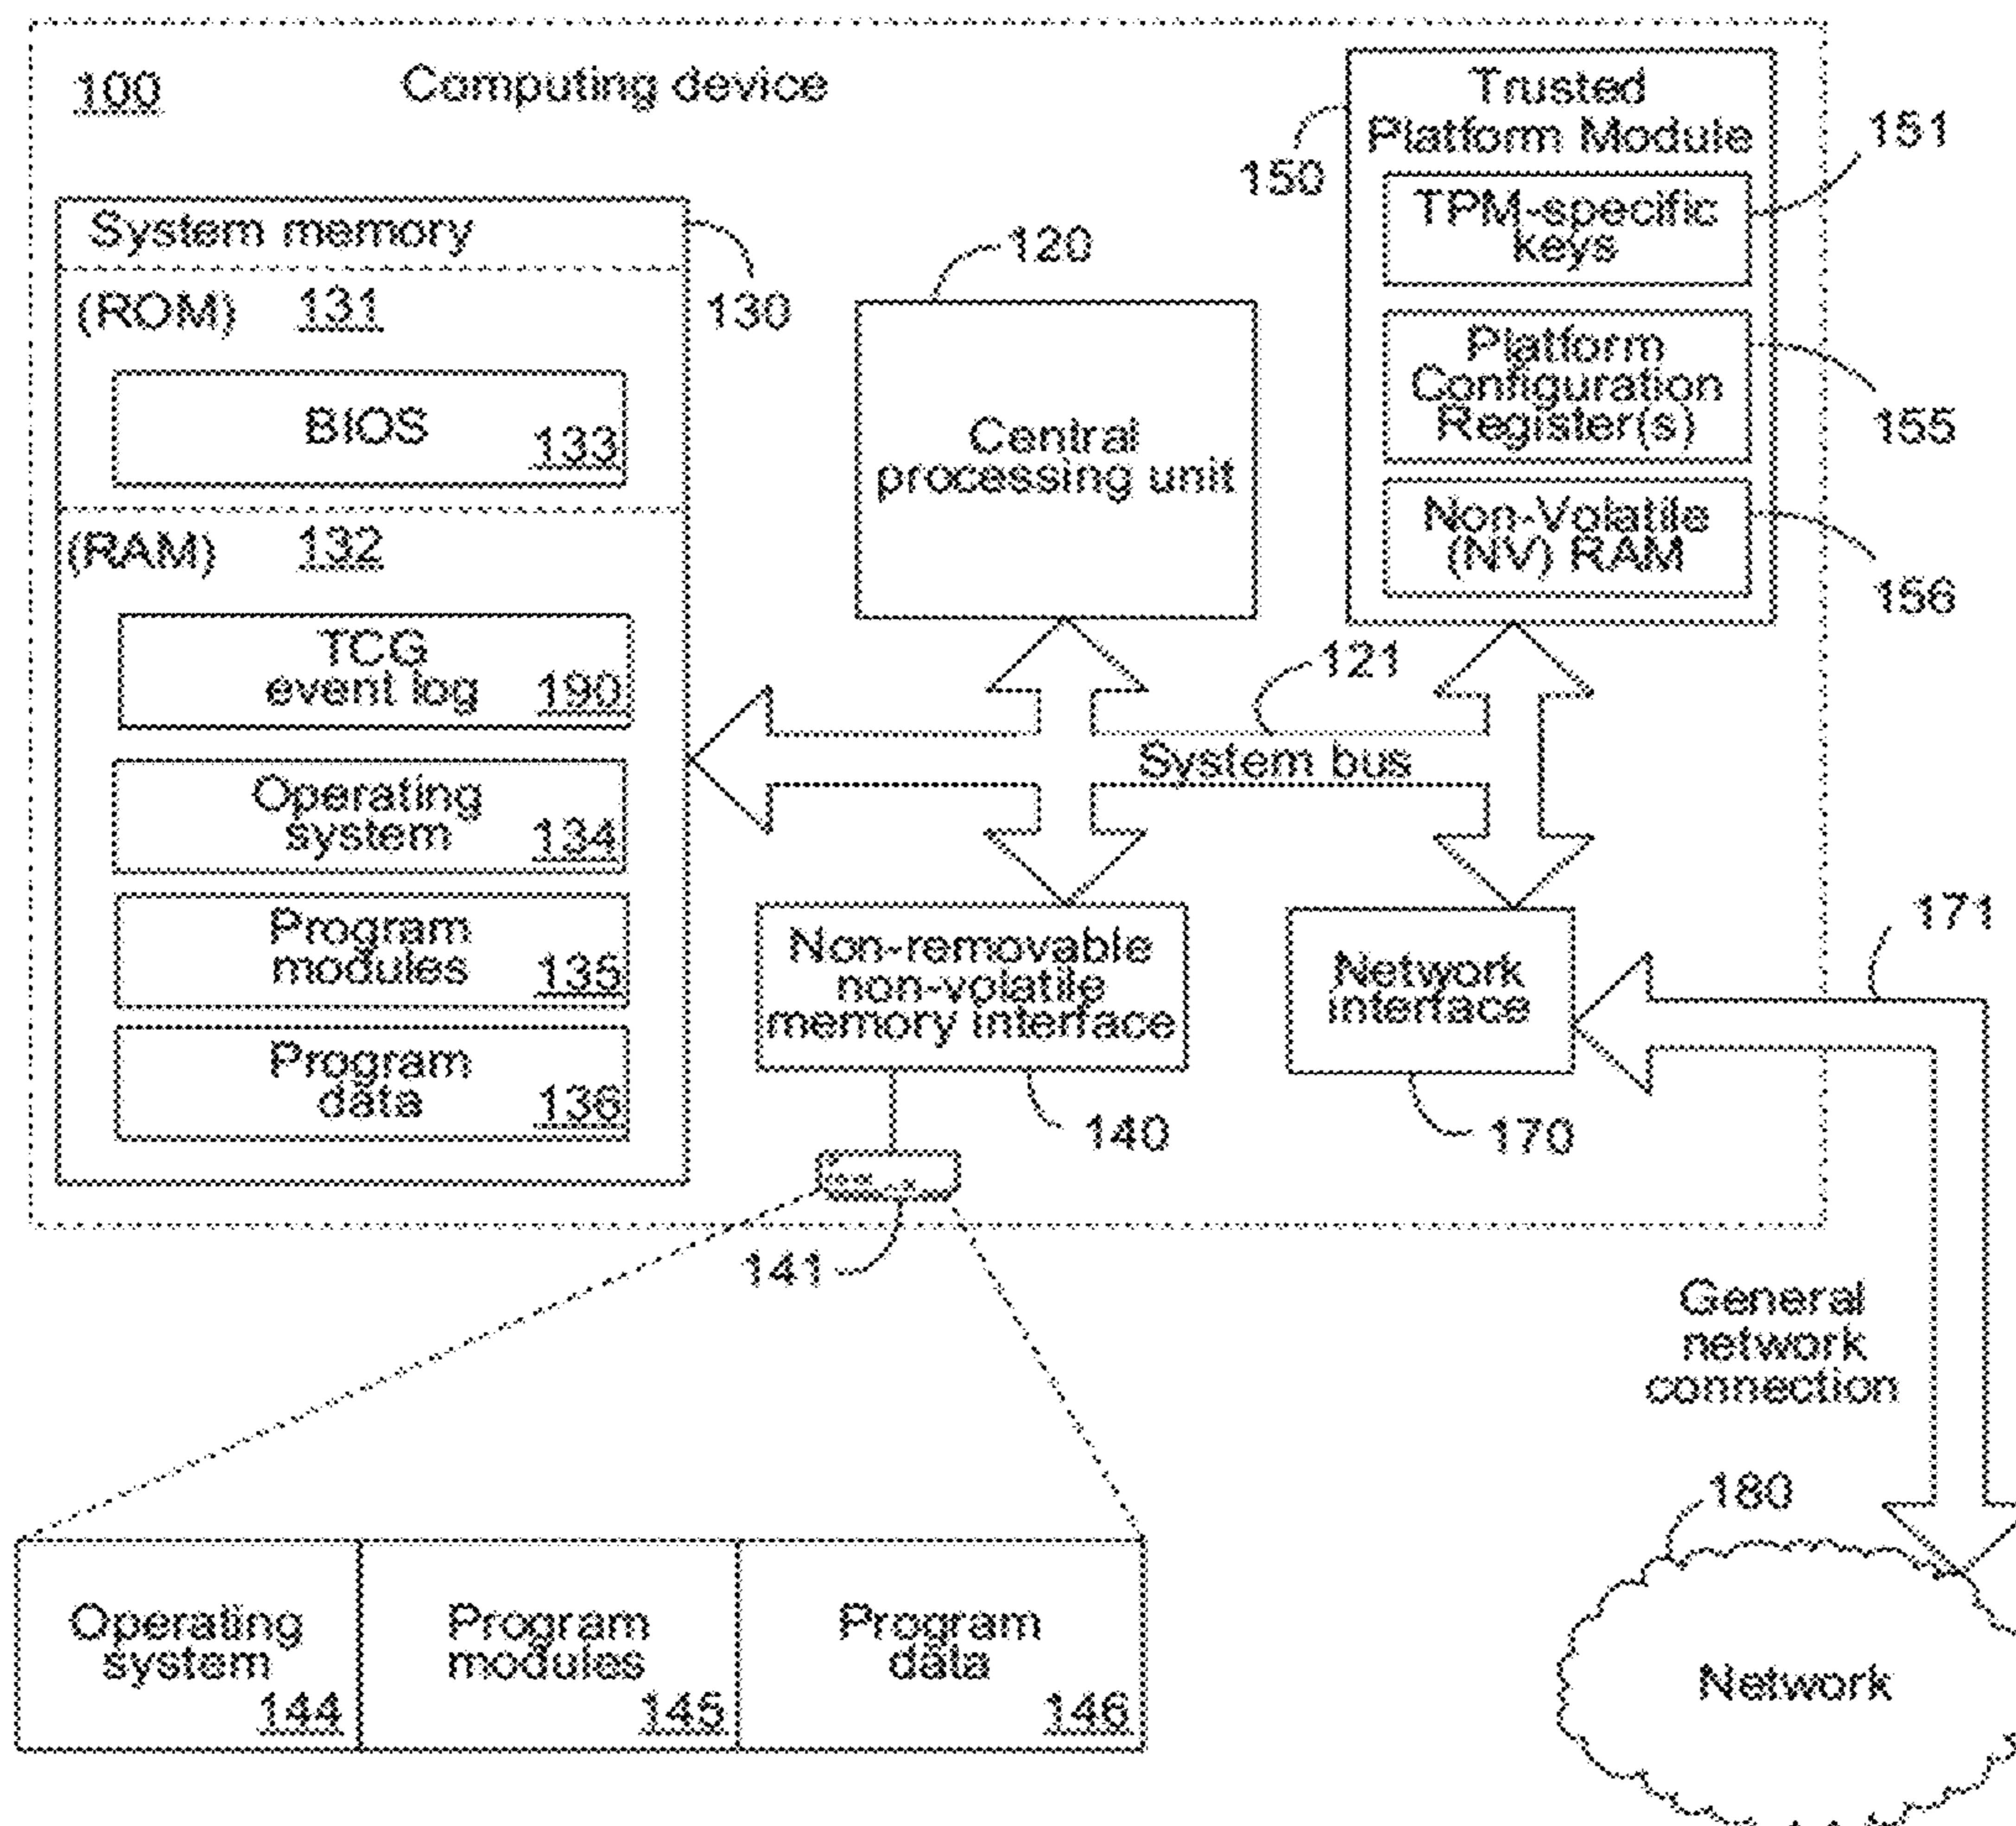 100 Computing device
Trusted
Platform Module
150
151
TPM-specific
keys
System memory
130
120
(ROM) 131
Platform
Configuration
Register(s)
155
BIOS 133
Central
processing unit
Non-Volatile
(NV) RAM
156
(RAM) 132
TCG
event log 190
121
System bus
Operating
system 134
Program
modules 135
Non-removable
non-volatile
memory interface
Network
interface
171
Program
data 136
140
170
141
General
network
connection
180
Operating
system
144
Program
modules
145
Program
data
146
Network